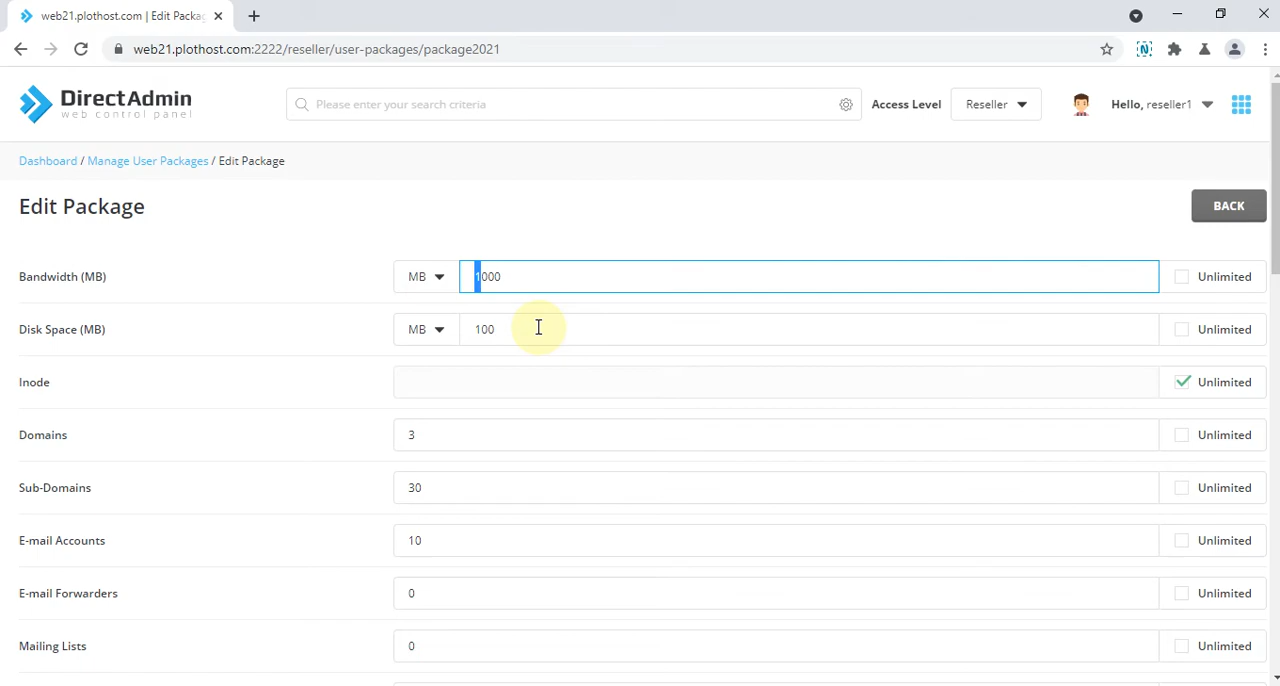 web21.plothost.com | Edit Packa
web21.plothost.com:2222/reseller/user-packages/package2021
DirectAdmin
web control panel
Please enter your search criteria
Access Level
Reseller
Hello, reseller1
Dashboard / Manage User Packages / Edit Package
Edit Package
BACK
Bandwidth (MB) MB 1000 Unlimited
Disk Space (MB) MB 100 Unlimited
Inode Unlimited
Domains 3 Unlimited
Sub-Domains 30 Unlimited
E-mail Accounts 10 Unlimited
E-mail Forwarders 0 Unlimited
Mailing Lists 0 Unlimited